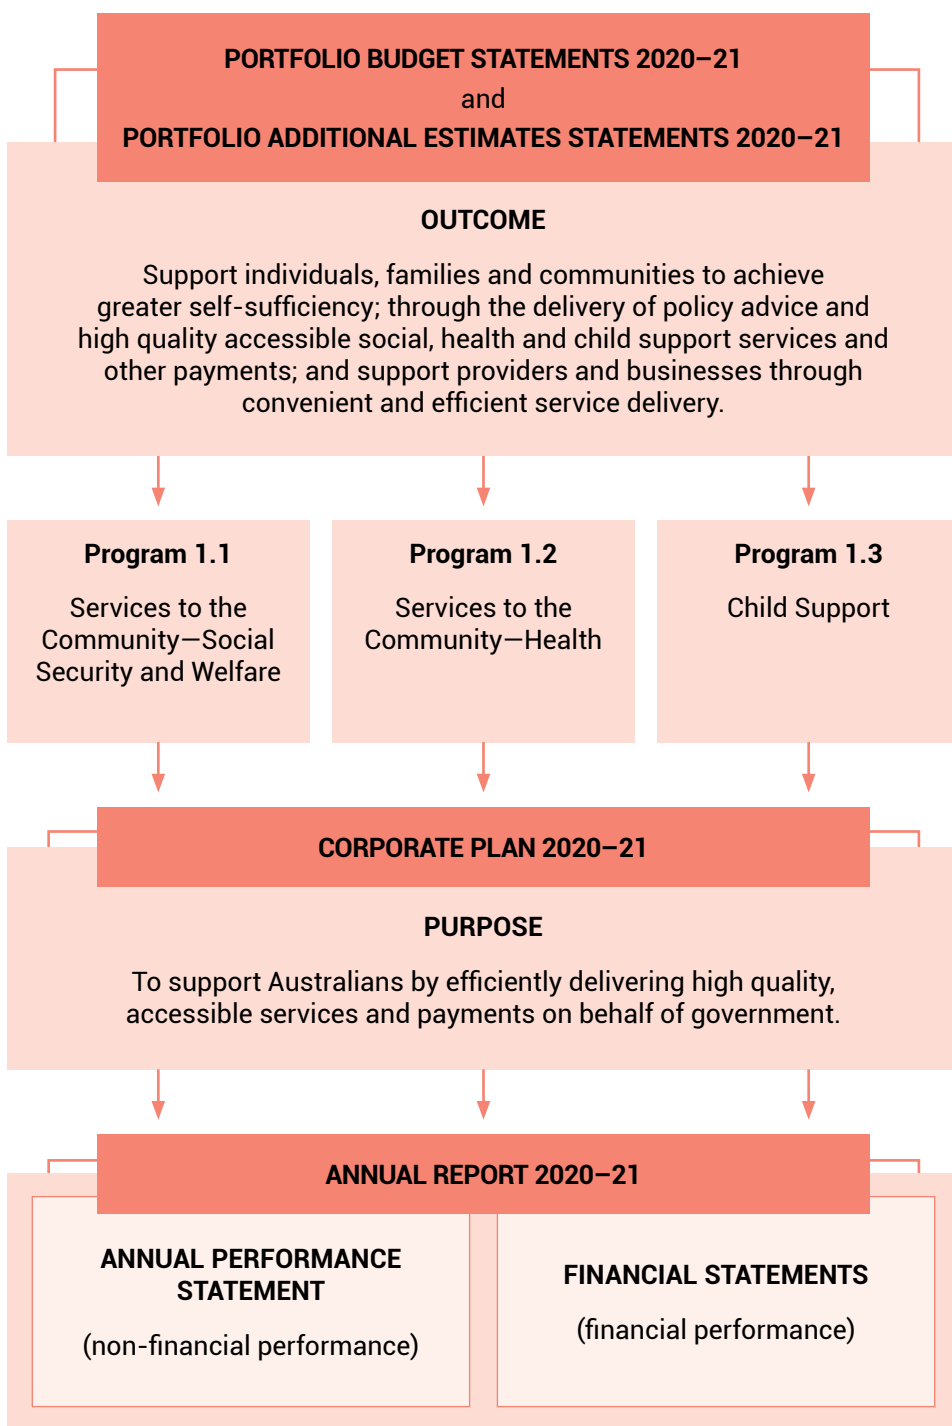 PORTFOLIO BUDGET STATEMENTS 2020–21
and
PORTFOLIO ADDITIONAL ESTIMATES STATEMENTS 2020–21
OUTCOME
Support individuals, families and communities to achieve
greater self-sufficiency; through the delivery of policy advice and
high quality accessible social, health and child support services and
other payments; and support providers and businesses through
convenient and efficient service delivery.
Program 1.1
Services to the
Community—Social
Security and Welfare
Program 1.2
Services to the
Community—Health
Program 1.3
Child Support
CORPORATE PLAN 2020–21
PURPOSE
To support Australians by efficiently delivering high quality,
accessible services and payments on behalf of government.
ANNUAL REPORT 2020–21
ANNUAL PERFORMANCE
STATEMENT
(non-financial performance)
FINANCIAL STATEMENTS
(financial performance)